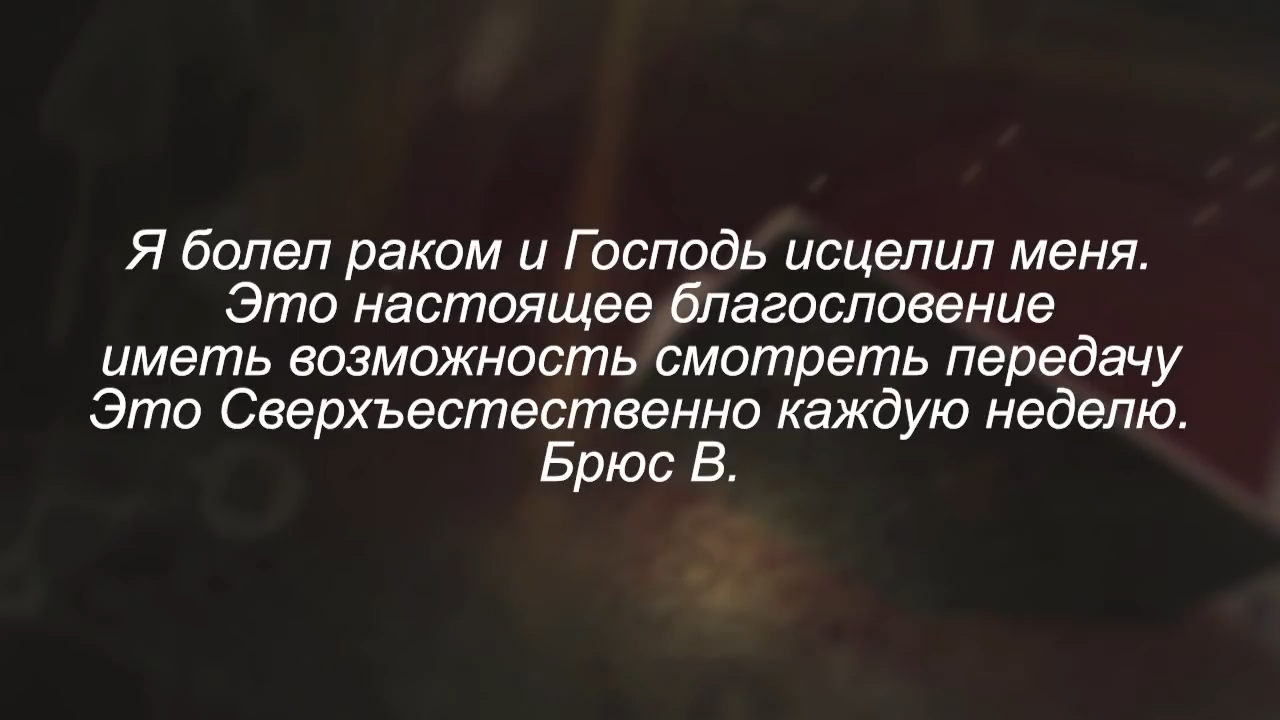 Я болел раком и Господь исцелил меня.
Это настоящее благословение
иметь возможность смотреть передачу
Это Сверхъестественно каждую неделю.
Брюс В.